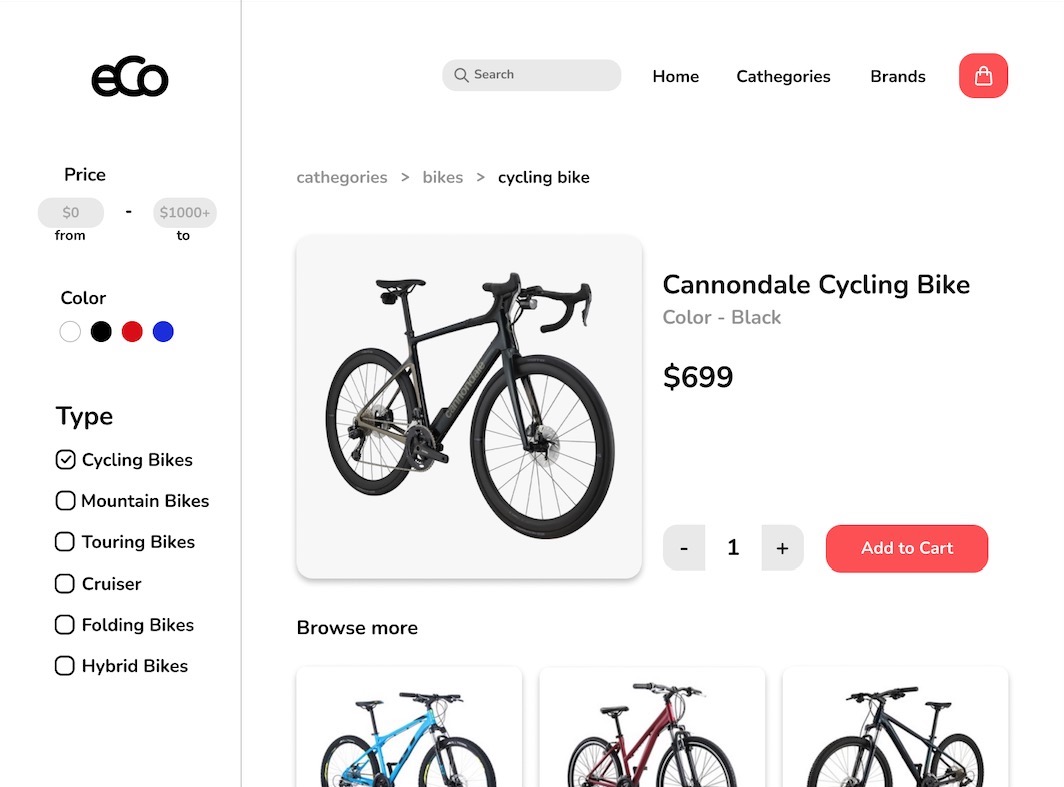 eCo
Search
Home
Cathegories
Brands
Price
$0
-
$1000+
from
to
Color
Type
Cycling Bikes
Mountain Bikes
Touring Bikes
Cruiser
Folding Bikes
Hybrid Bikes
cathegories > bikes > cycling bike
cannondale
Cannondale Cycling Bike
Color - Black
$699
- 1 +
Add to Cart
Browse more